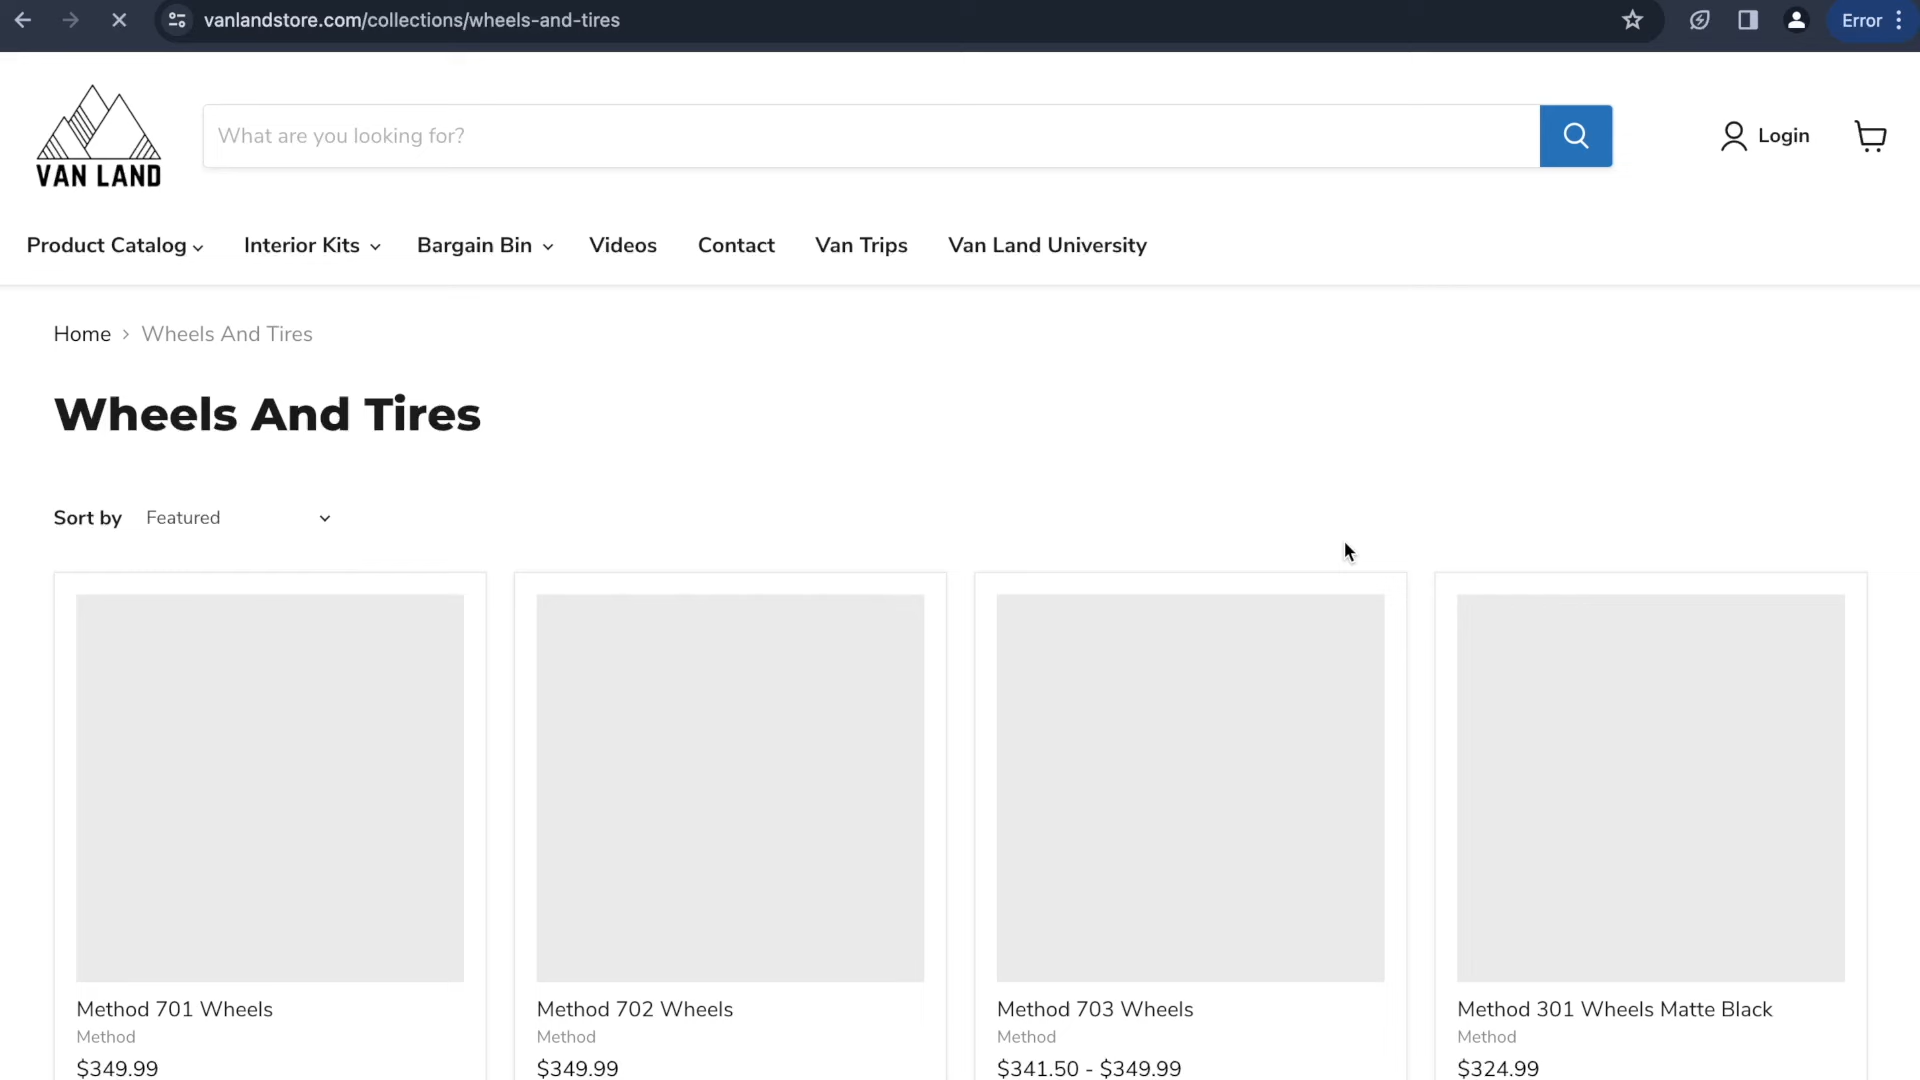 vanlandstore.com/collections/wheels-and-tires
Error
VAN LAND
What are you looking for?
Login
Product Catalog
Interior Kits
Bargain Bin
Videos
Contact
Van Trips
Van Land University
Home
Wheels And Tires
Wheels And Tires
Sort by
Featured
Method 701 Wheels
Method
$349.99
Method 702 Wheels
Method
$349.99
Method 703 Wheels
Method
$341.50 - $349.99
Method 301 Wheels Matte Black
Method
$324.99